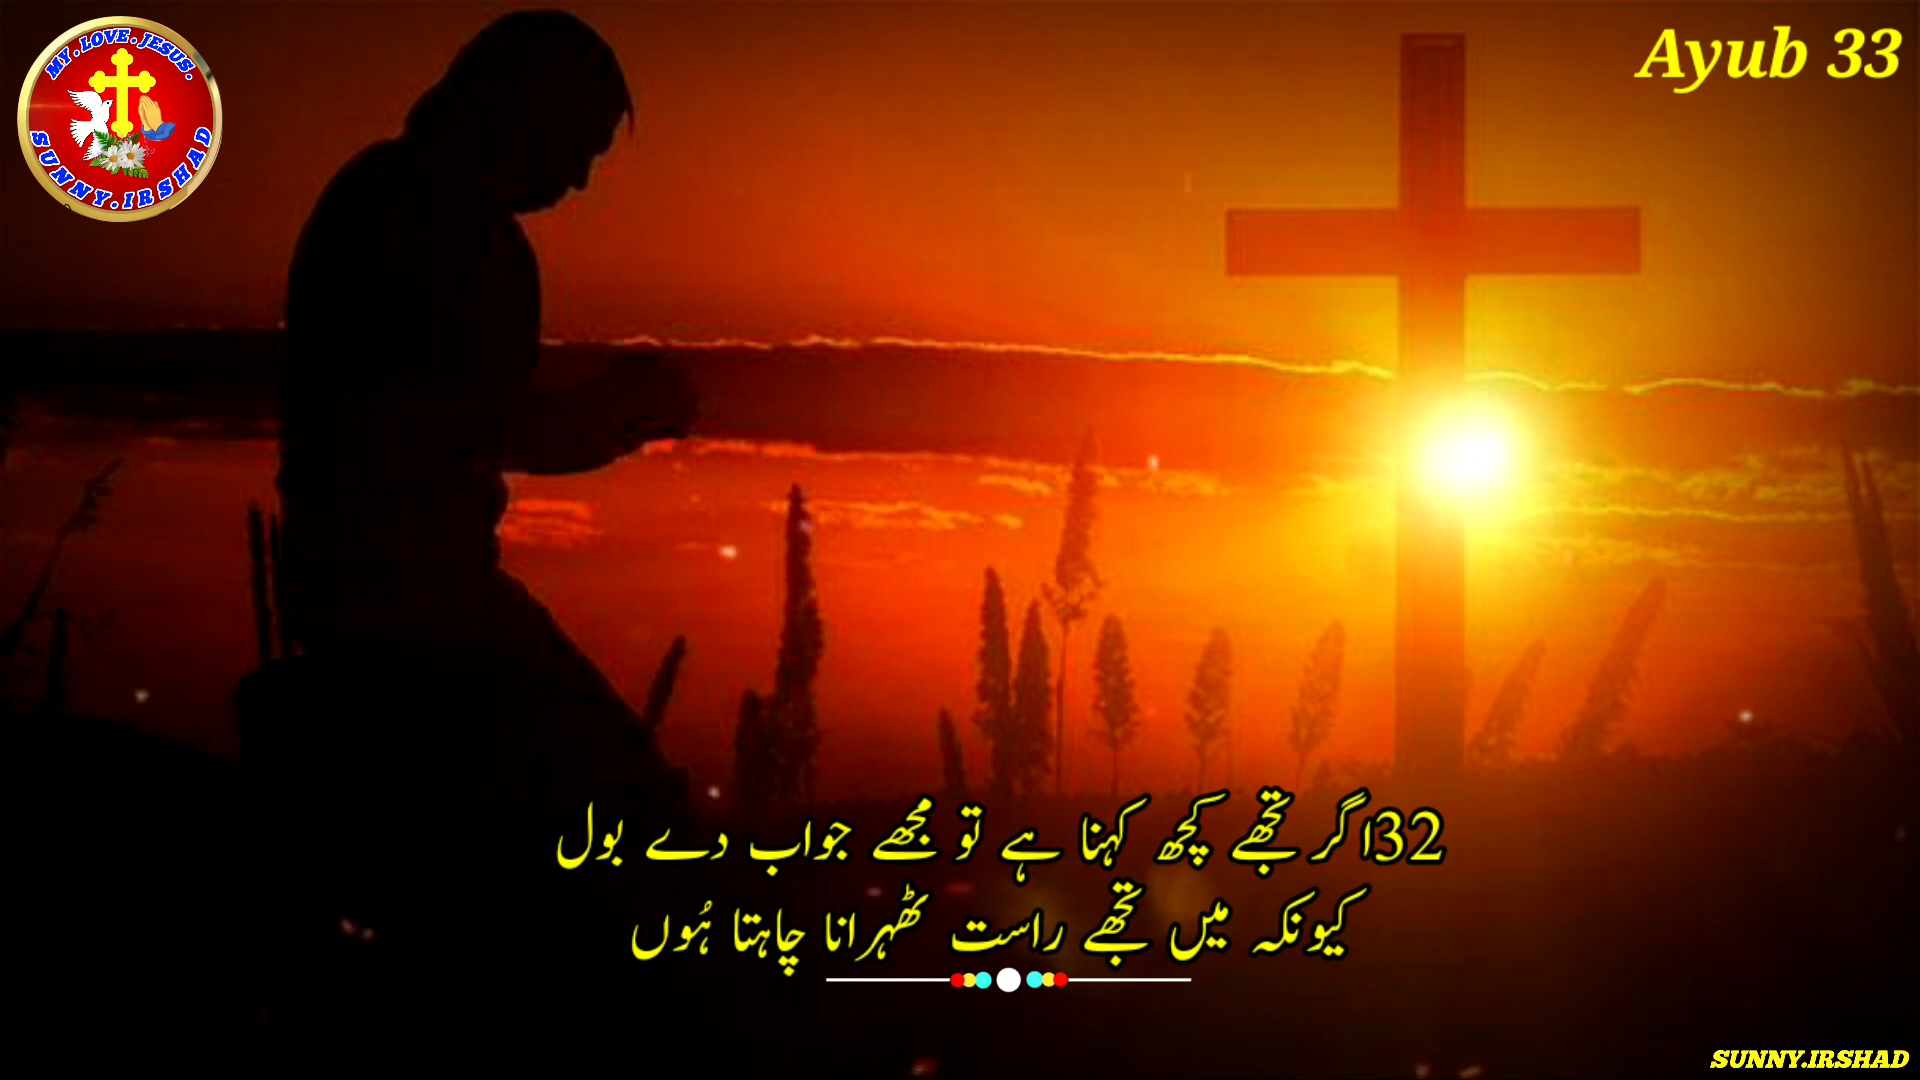 MY.LOVE.JESUS.
SUNNY.IRSHAD
Ayub 33
32اگر تجھے کچھ کہنا ہے تو مجھے جواب دے بول
کیونکہ میں تجھے راست ٹھہرانا چاہتا ہُوں
SUNNY.IRSHAD